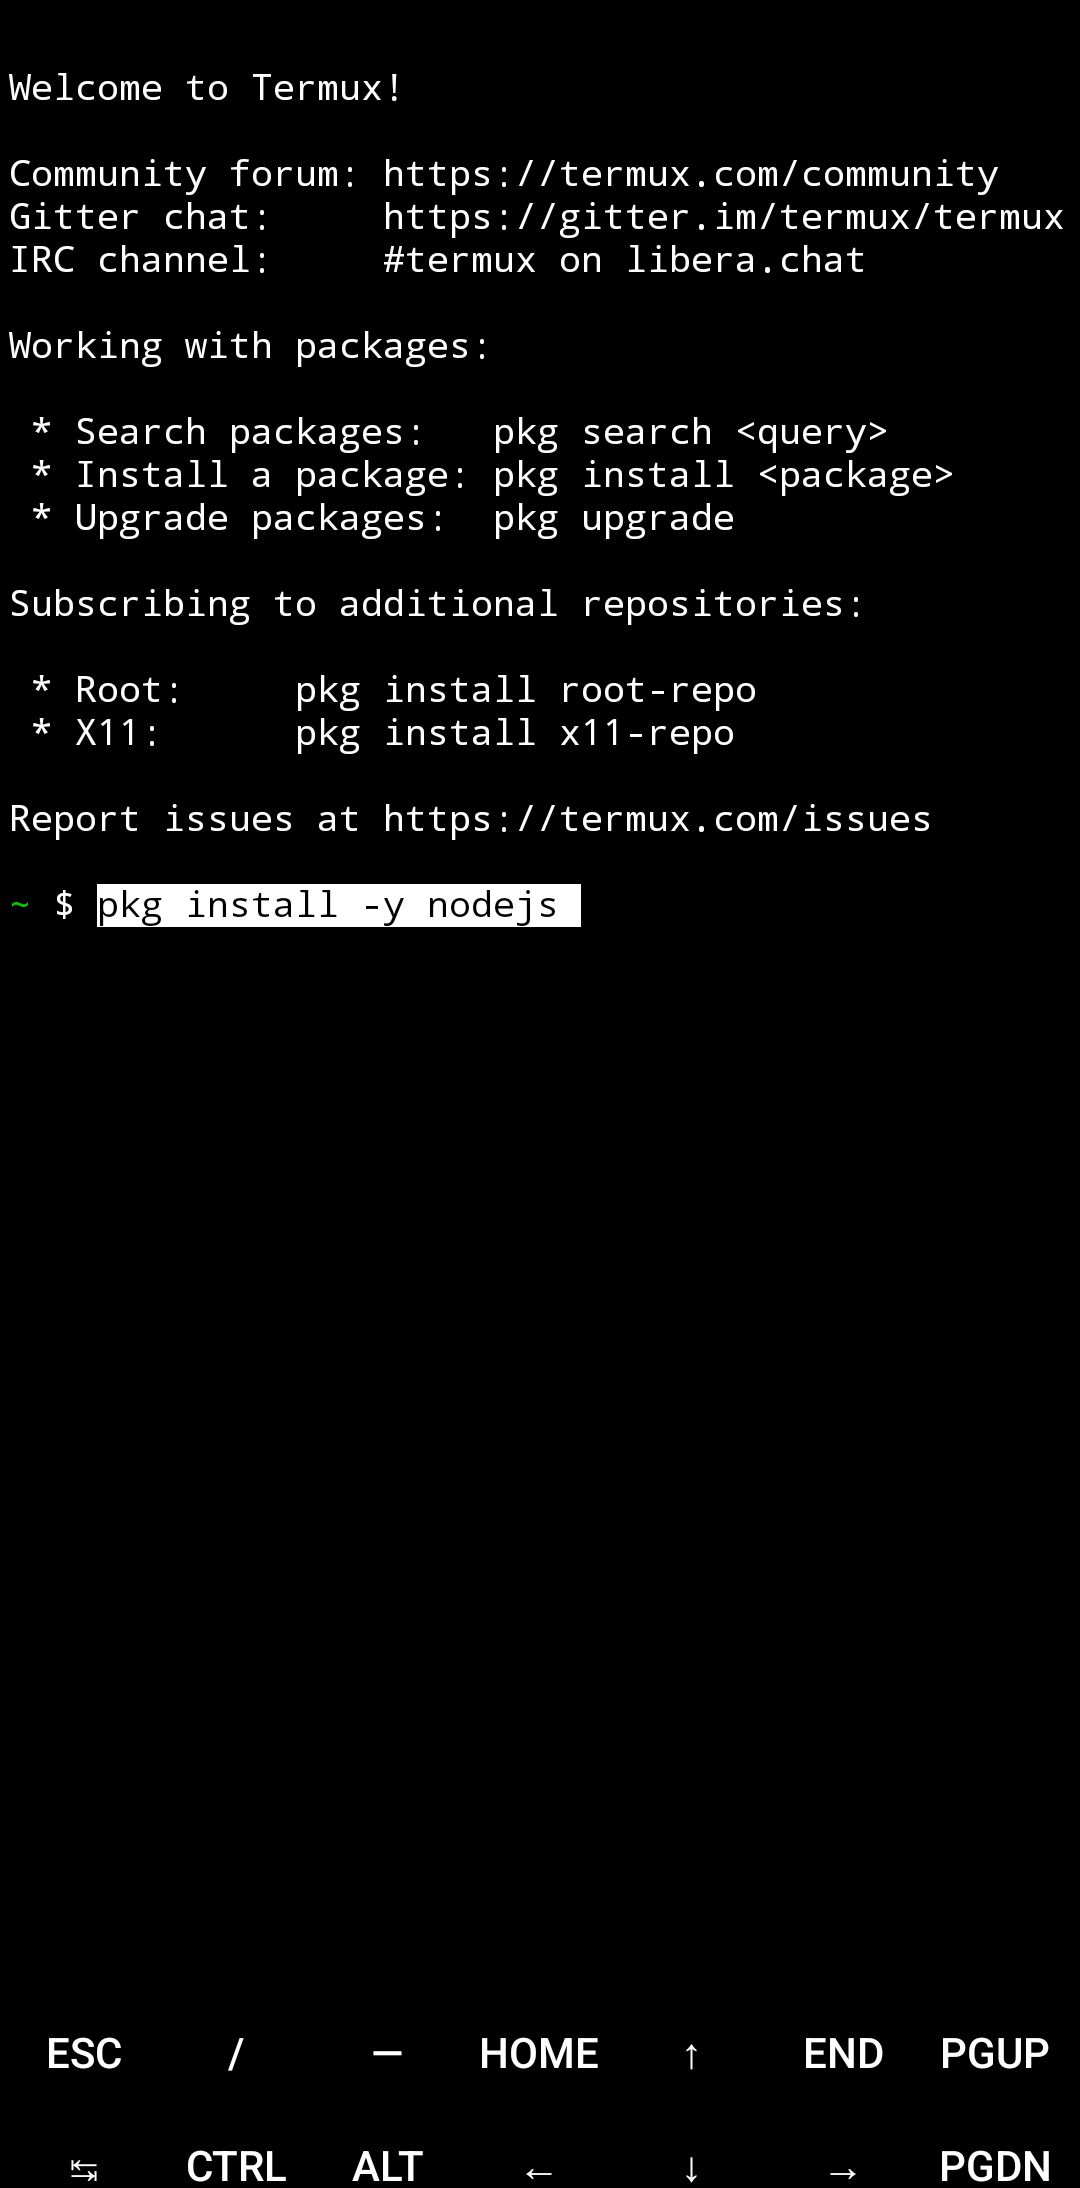 Welcome to Termux!
Community forum: https://termux.com/community
Gitter chat:     https://gitter.im/termux/termux
IRC channel:     #termux on libera.chat
Working with packages:
 * Search packages:   pkg search <query>
 * Install a package: pkg install <package>
 * Upgrade packages:  pkg upgrade
Subscribing to additional repositories:
 * Root:     pkg install root-repo
 * X11:      pkg install x11-repo
Report issues at https://termux.com/issues
~ $ pkg install -y nodejs
ESC / — HOME ↑ END PGUP
↹ CTRL ALT ← ↓ → PGDN